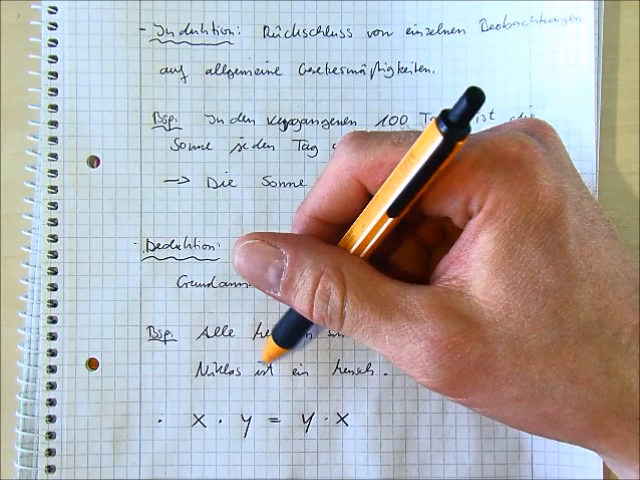 - Induktion: Rückschluss von einzelnen Beobachtungen
auf allgemeine Gesetzmäßigkeiten.
Bsp: In den vergangenen 100 ist
Sonne jeden Tag
→ Die Sonne
Deduktion:
Bsp: Alle
Niklas ist ein Mensch.
· X · Y = Y · X